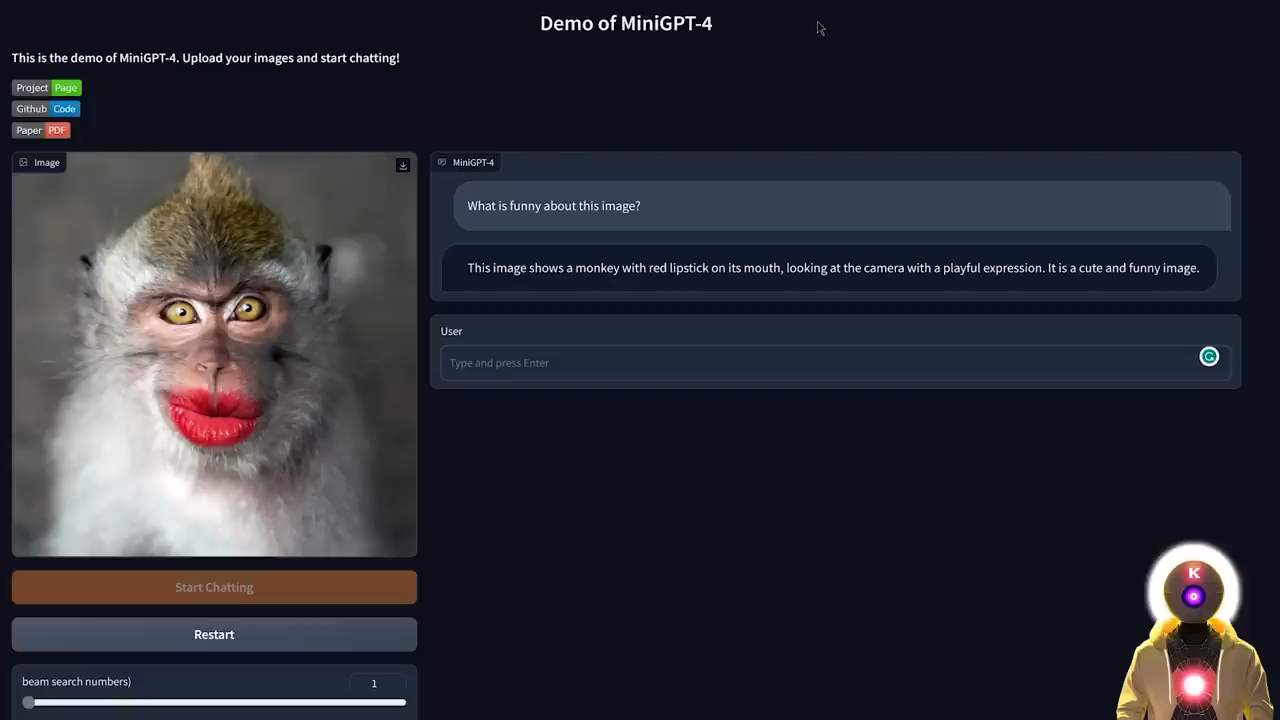 Demo of MiniGPT-4
This is the demo of MiniGPT-4. Upload your images and start chatting!
Project Page
Github Code
Paper PDF
Image
MiniGPT-4
What is funny about this image?
This image shows a monkey with red lipstick on its mouth, looking at the camera with a playful expression. It is a cute and funny image.
User
Type and press Enter
Start Chatting
Restart
beam search numbers)
1
K